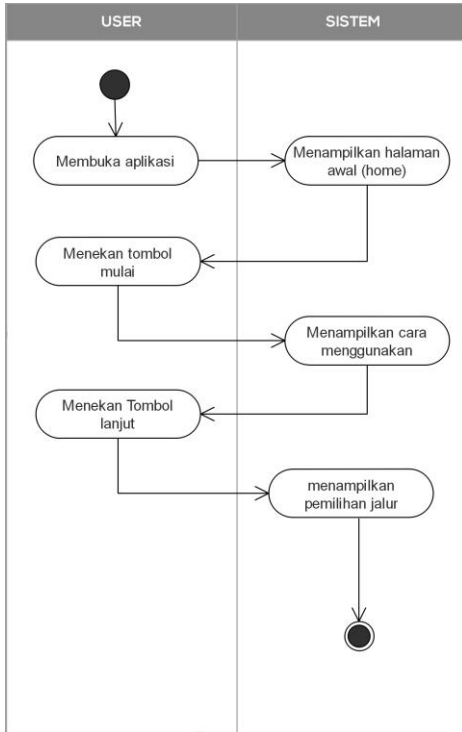 USER
SISTEM
Membuka aplikasi
Menampilkan halaman
awal (home)
Menekan tombol
mulai
Menampilkan cara
menggunakan
Menekan Tombol
lanjut
menampilkan
pemilihan jalur